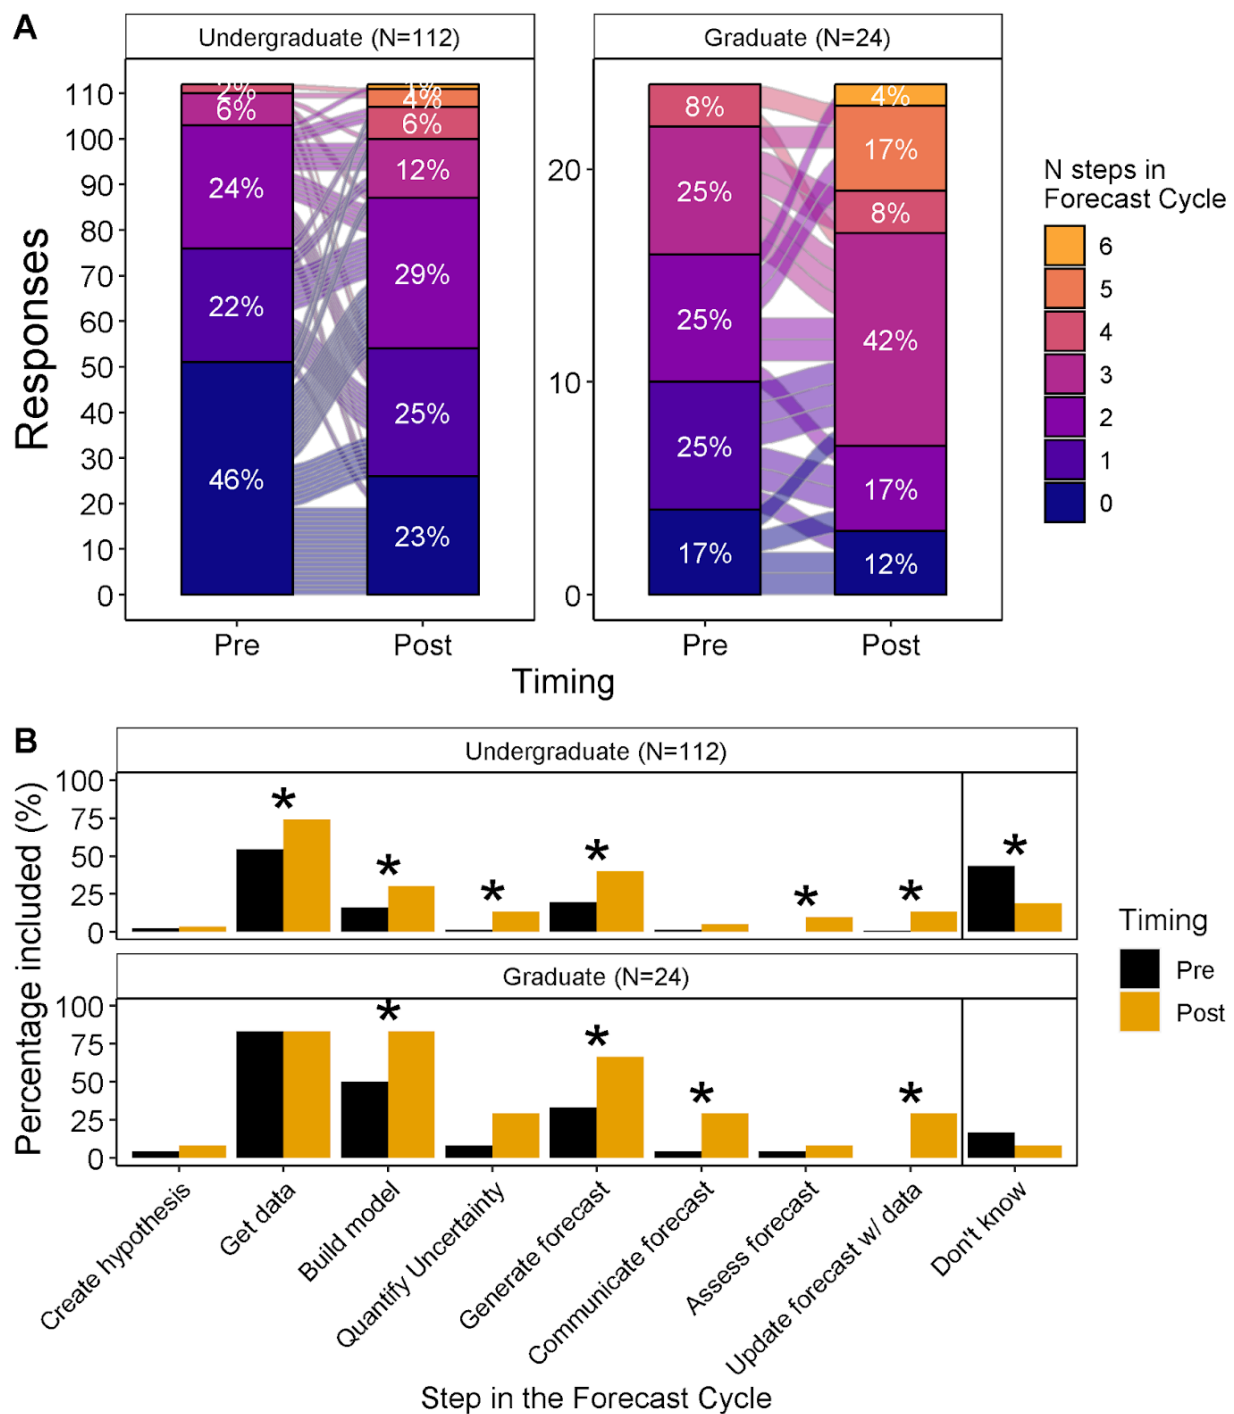 A
Undergraduate (N=112)
Graduate (N=24)
Responses
110
100
90
80
70
60
50
40
30
20
10
0
2%
6%
24%
22%
46%
1%
4%
6%
12%
29%
25%
23%
Pre
Post
20
10
0
8%
25%
25%
25%
17%
4%
17%
8%
42%
17%
12%
Pre
Post
Timing
N steps in
Forecast Cycle
6
5
4
3
2
1
0
B
Undergraduate (N=112)
Percentage included (%)
100
75
50
25
0
* * * * * * *
Graduate (N=24)
100
75
50
25
0
* * * *
Create hypothesis
Get data
Build model
Quantify Uncertainty
Generate forecast
Communicate forecast
Assess forecast
Update forecast w/ data
Don't know
Step in the Forecast Cycle
Timing
Pre
Post